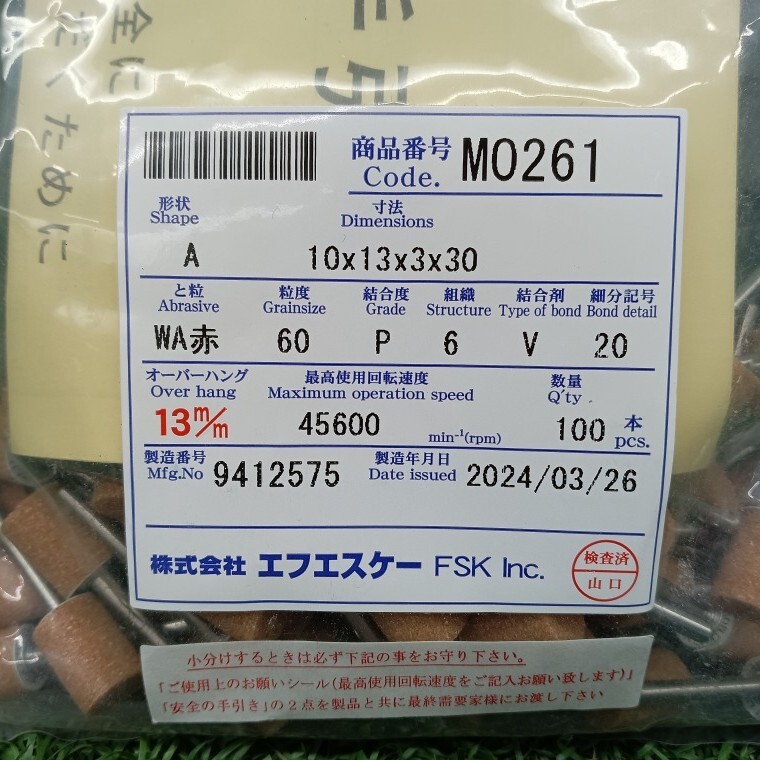 金に
だくために
商品番号
Code. MO261
形状
Shape
寸法
Dimensions
A 10x13x3x30
と粒 粒度 結合度 組織 結合剤 細分記号
Abrasive Grainsize Grade Structure Type of bond Bond detail
WA赤 60 P 6 V 20
オーバーハング 最高使用回転速度 数量
Over hang Maximum operation speed Q'ty
13m/m 45600 min⁻¹(rpm) 100 本 pcs.
製造番号 製造年月日
Mfg.No 9412575 Date issued 2024/03/26
株式会社 エフエスケー FSK Inc.
検査済
山口
小分けするときは必ず下記の事をお守り下さい。
「ご使用上のお願いシール(最高使用回転速度をご記入お願い致します)」
「安全の手引き」の2点を製品と共に最終需要家様にお渡し下さい